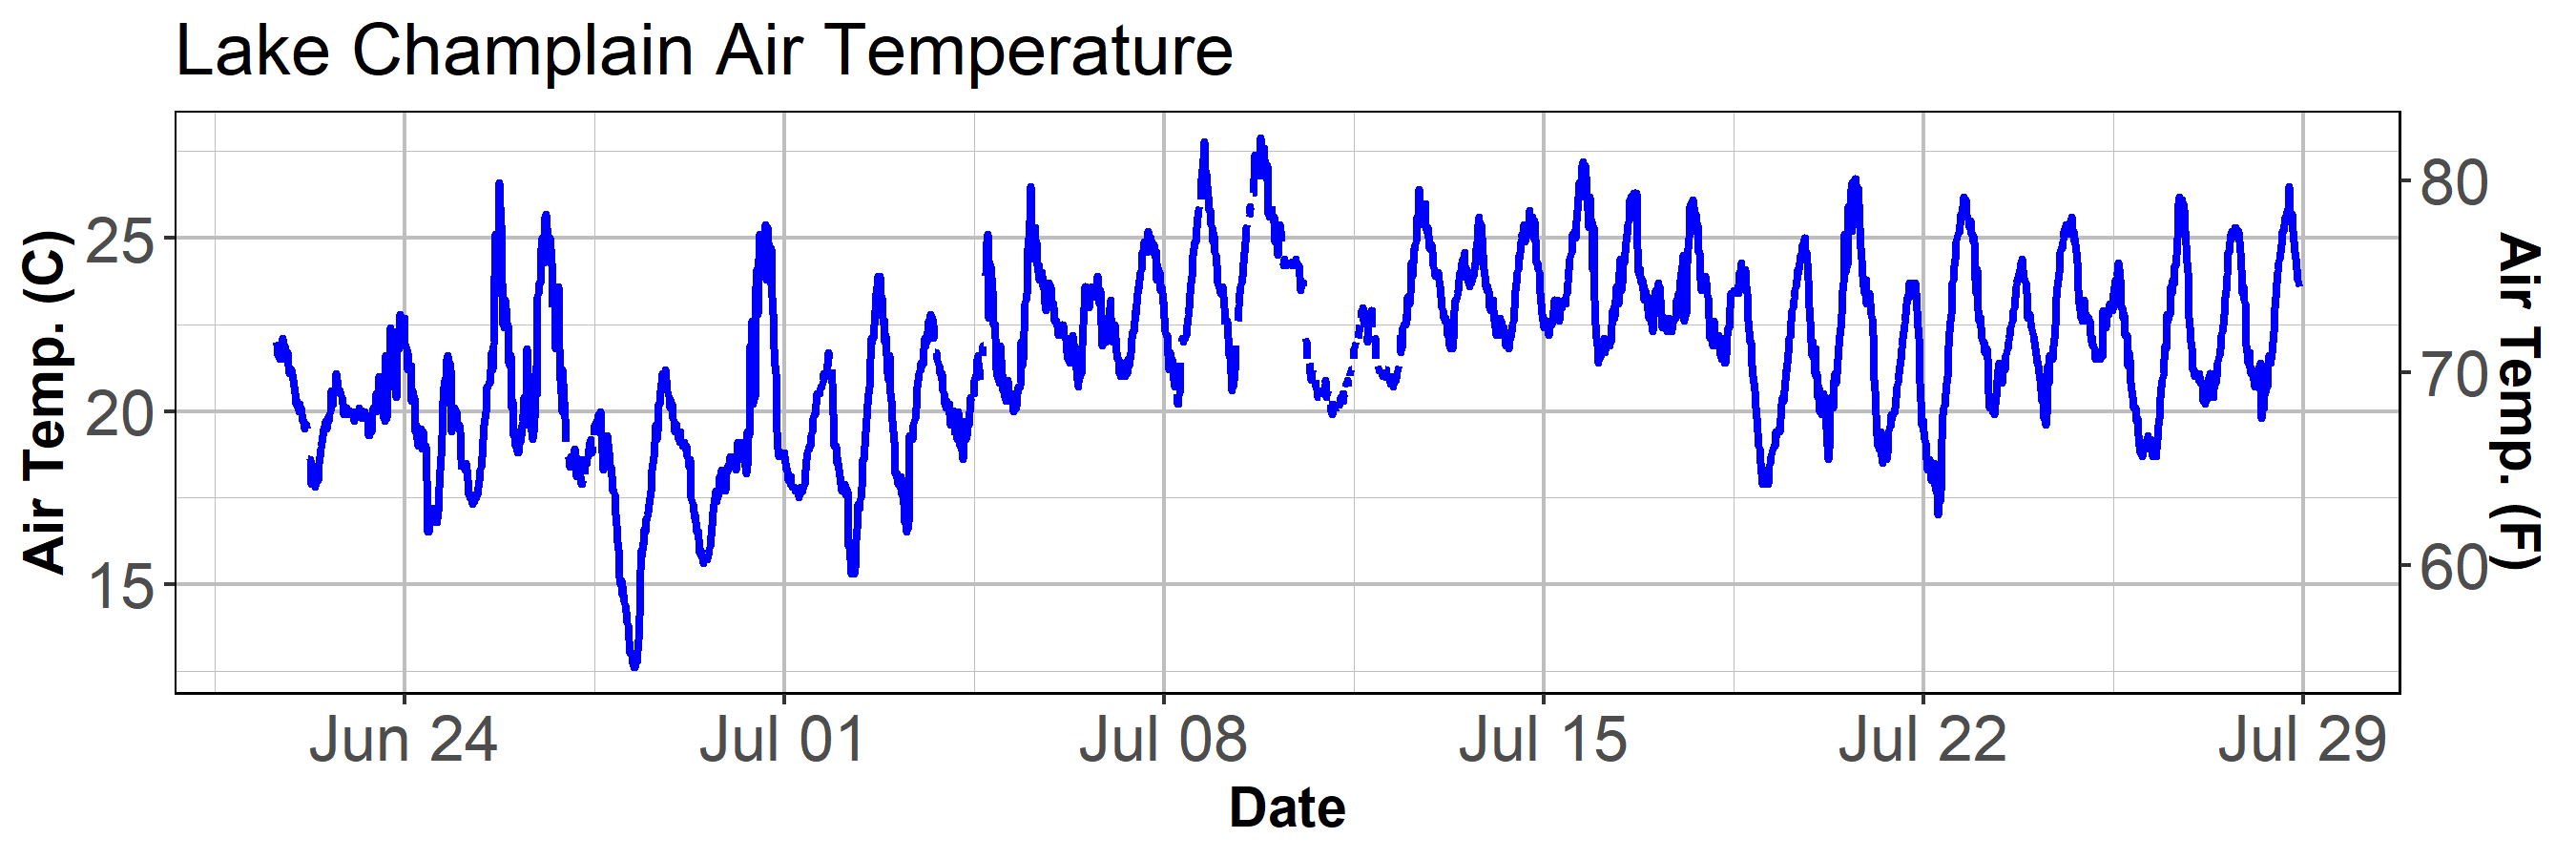 Lake Champlain Air Temperature
Air Temp. (C)
25
20
15
80
70
60
Air Temp. (F)
Jun 24 Jul 01 Jul 08 Jul 15 Jul 22 Jul 29
Date